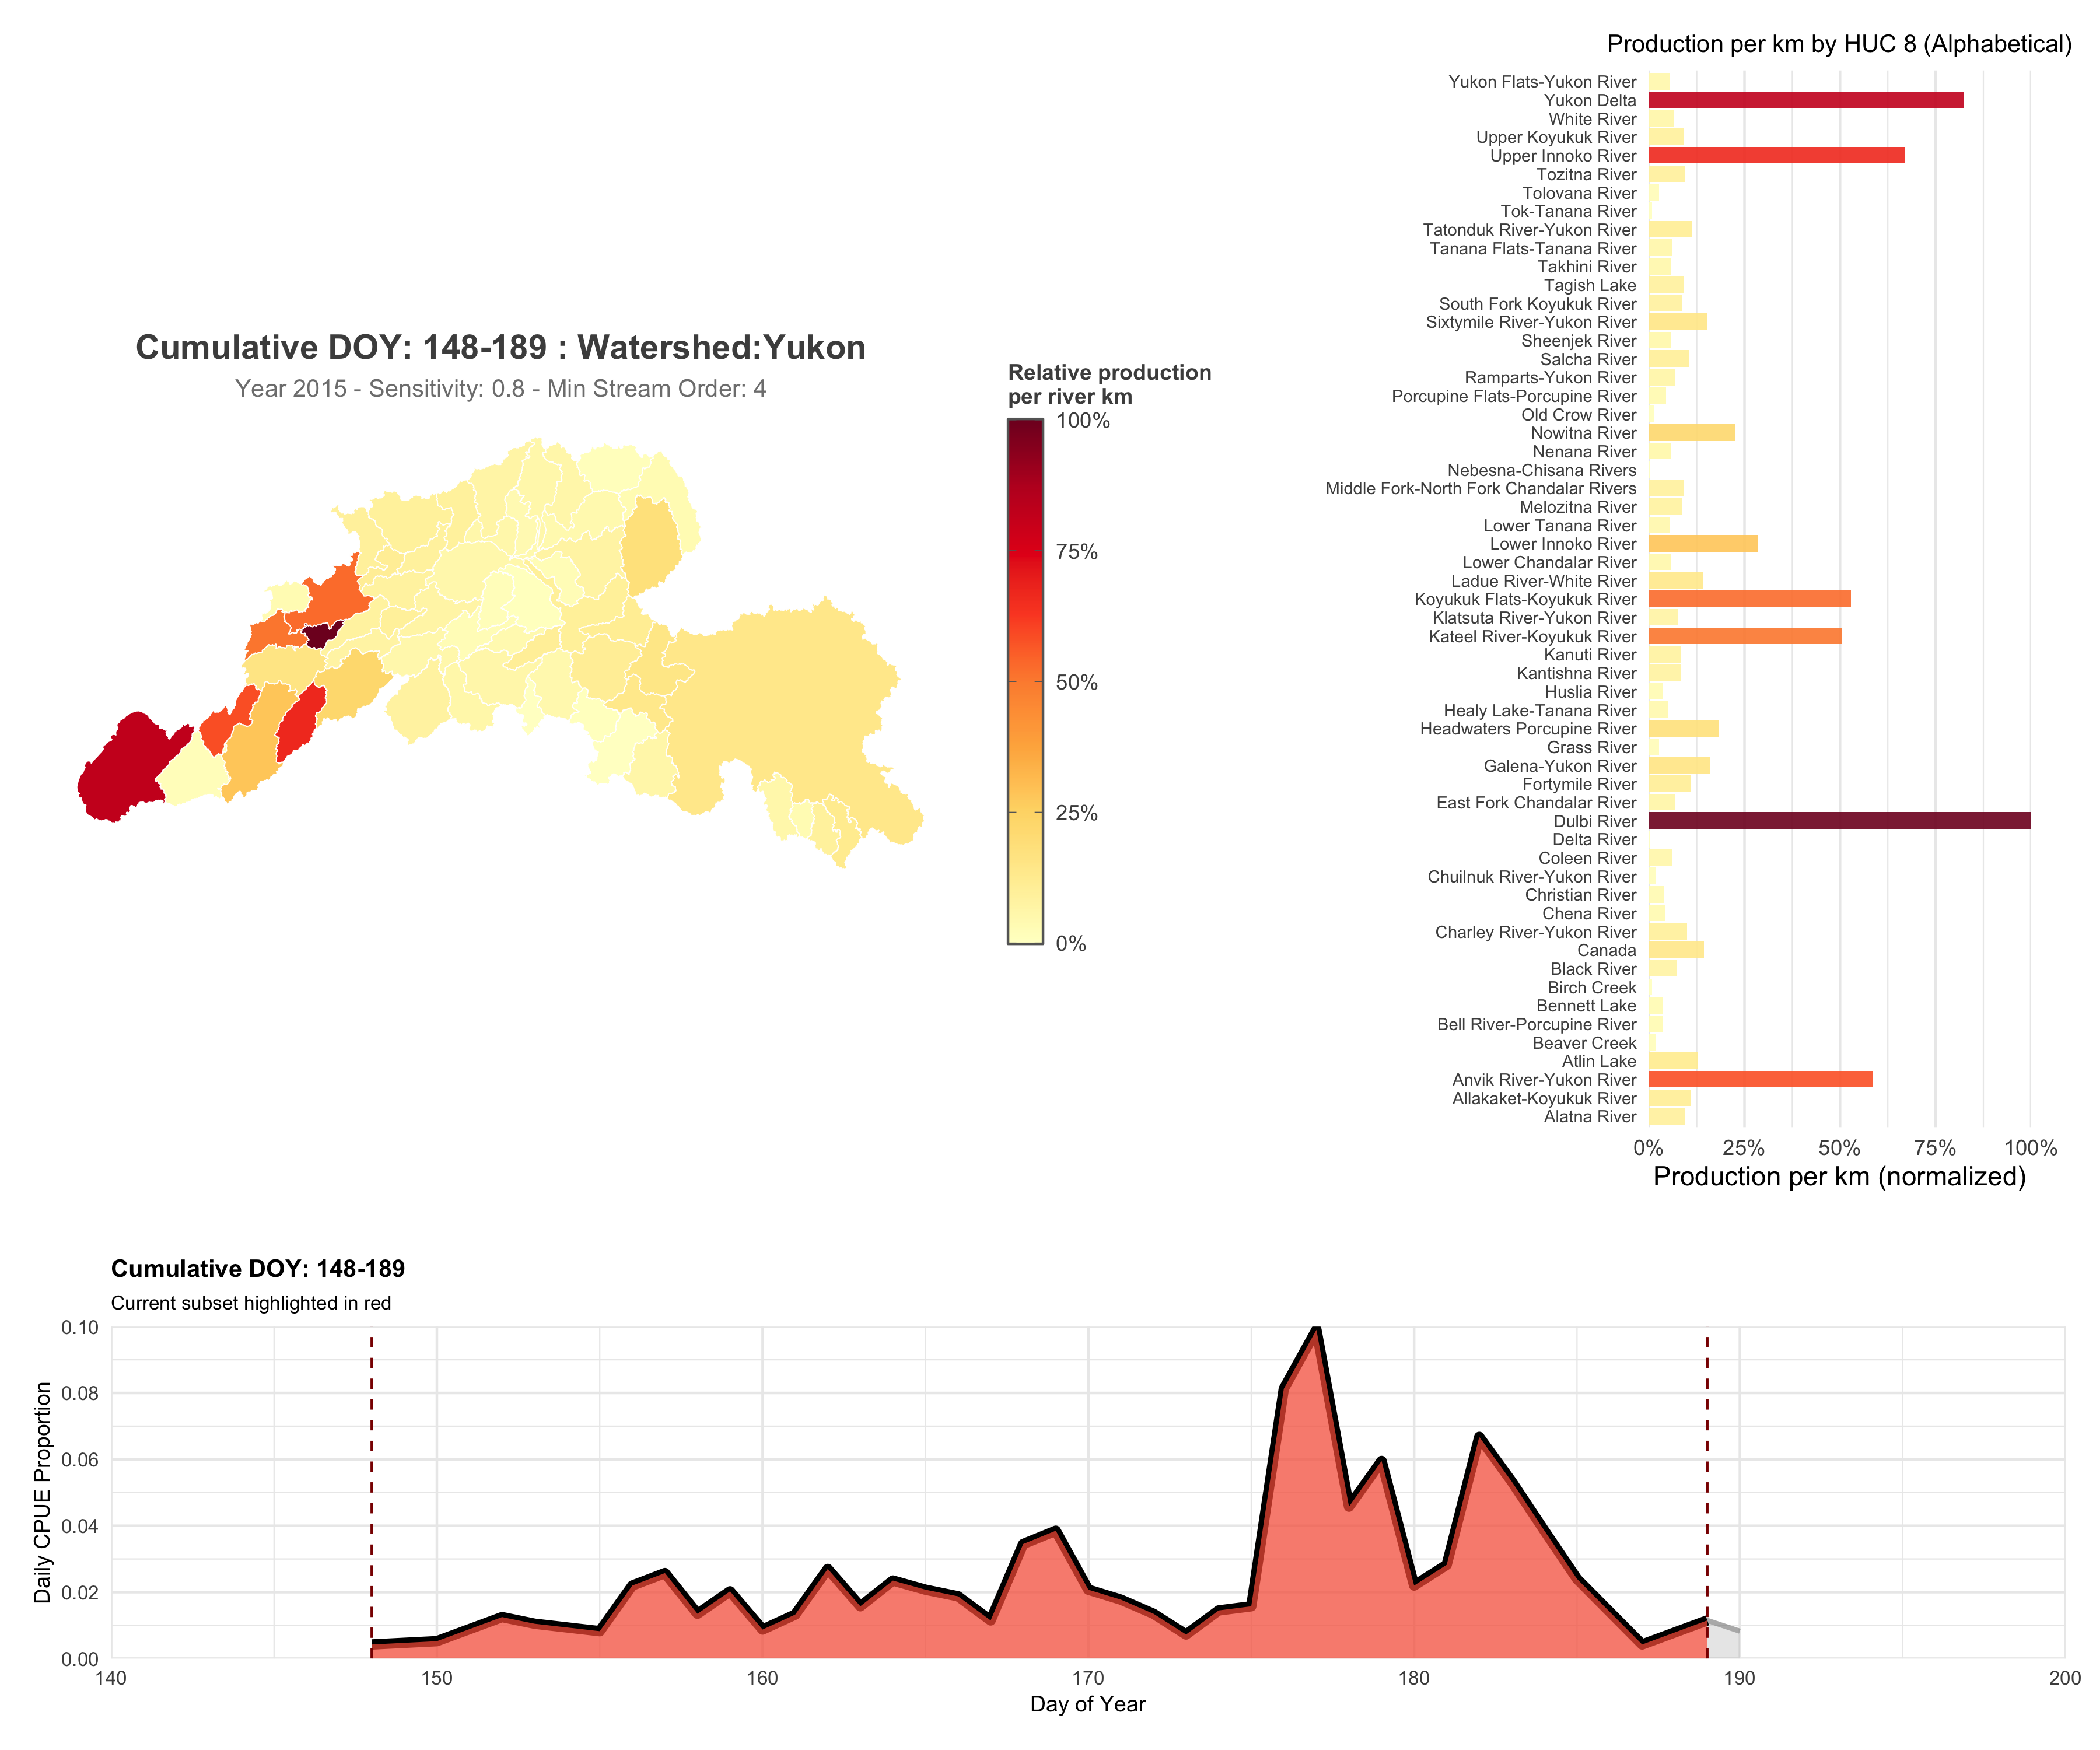 Production per km by HUC 8 (Alphabetical)
Yukon Flats-Yukon River
Yukon Delta
White River
Upper Koyukuk River
Upper Innoko River
Tozitna River
Tolovana River
Tok-Tanana River
Tatonduk River-Yukon River
Tanana Flats-Tanana River
Takhini River
Tagish Lake
South Fork Koyukuk River
Sixtymile River-Yukon River
Sheenjek River
Salcha River
Ramparts-Yukon River
Porcupine Flats-Porcupine River
Old Crow River
Nowitna River
Nenana River
Nebesna-Chisana Rivers
Middle Fork-North Fork Chandalar Rivers
Melozitna River
Lower Tanana River
Lower Innoko River
Lower Chandalar River
Ladue River-White River
Koyukuk Flats-Koyukuk River
Klatsuta River-Yukon River
Kateel River-Koyukuk River
Kanuti River
Kantishna River
Huslia River
Healy Lake-Tanana River
Headwaters Porcupine River
Grass River
Galena-Yukon River
Fortymile River
East Fork Chandalar River
Dulbi River
Delta River
Coleen River
Chuilnuk River-Yukon River
Christian River
Chena River
Charley River-Yukon River
Canada
Black River
Birch Creek
Bennett Lake
Bell River-Porcupine River
Beaver Creek
Atlin Lake
Anvik River-Yukon River
Allakaket-Koyukuk River
Alatna River
0% 25% 50% 75% 100%
Production per km (normalized)
Cumulative DOY: 148-189 : Watershed:Yukon
Year 2015 - Sensitivity: 0.8 - Min Stream Order: 4
Relative production
per river km
100%
75%
50%
25%
0%
Cumulative DOY: 148-189
Current subset highlighted in red
Daily CPUE Proportion
0.10
0.08
0.06
0.04
0.02
0.00
140 150 160 170 180 190 200
Day of Year